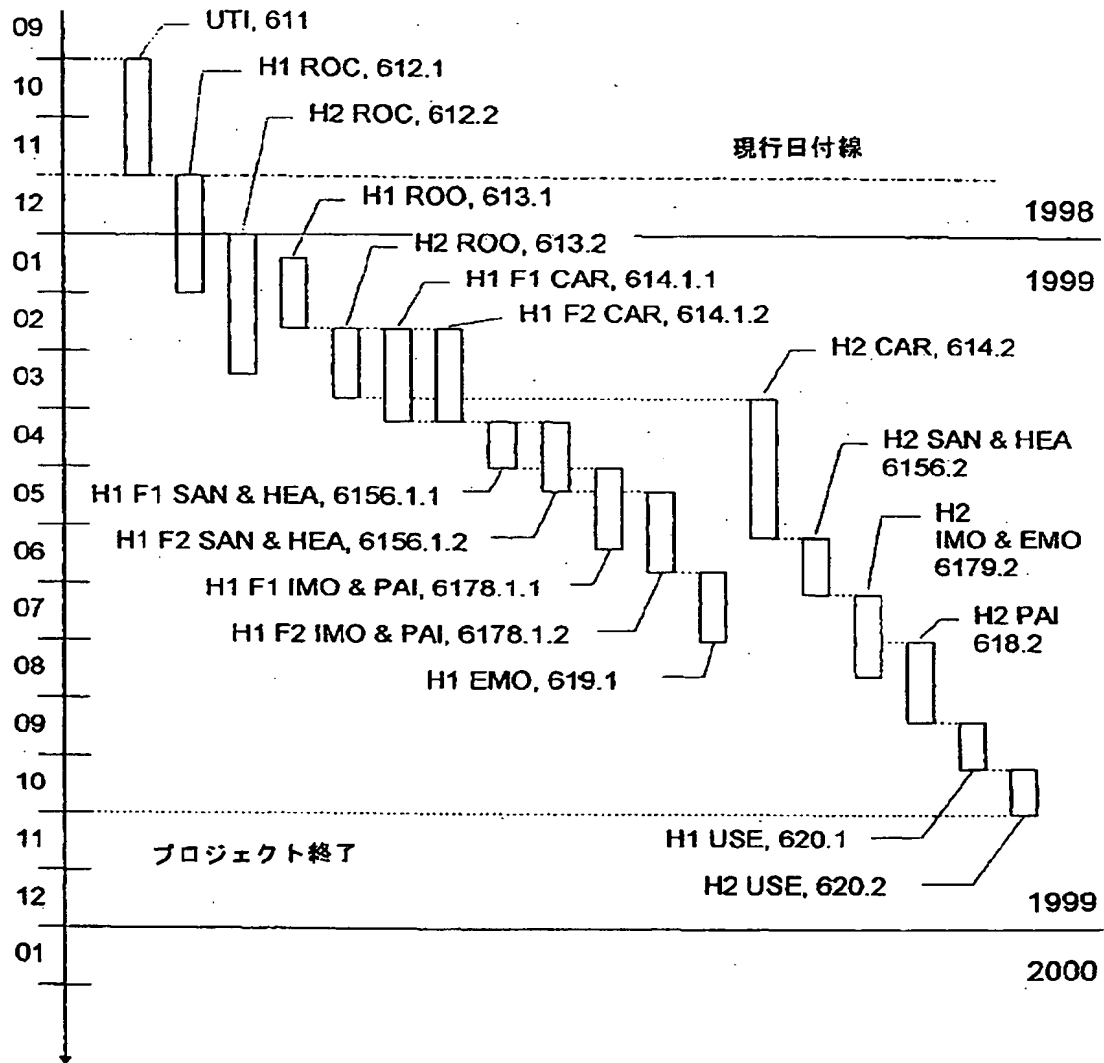 09
UTI, 611
10
H1 ROC, 612.1
H2 ROC, 612.2
11
現行日付線
12
H1 ROO, 613.1
1998
01
H2 ROO, 613.2
1999
H1 F1 CAR, 614.1.1
02
H1 F2 CAR, 614.1.2
H2 CAR, 614.2
03
04
H2 SAN & HEA
6156.2
05
H1 F1 SAN & HEA, 6156.1.1
H2
IMO & EMO
6179.2
H1 F2 SAN & HEA, 6156.1.2
06
H1 F1 IMO & PAI, 6178.1.1
07
H2 PAI
618.2
H1 F2 IMO & PAI, 6178.1.2
08
H1 EMO, 619.1
09
10
11
プロジェクト終了
H1 USE, 620.1
H2 USE, 620.2
12
1999
01
2000